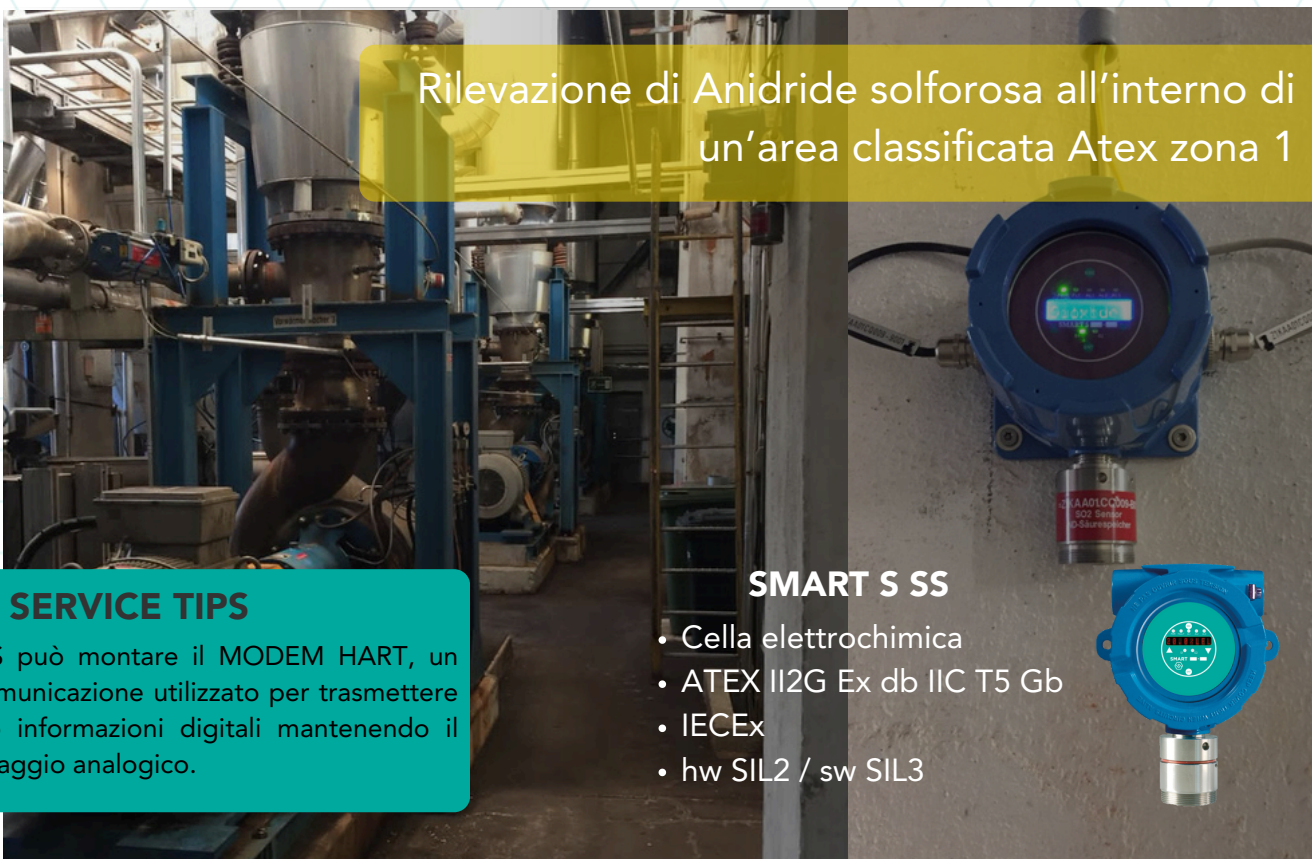 Rilevazione di Anidride solforosa all’interno di
un’area classificata Atex zona 1
SERVICE TIPS
S può montare il MODEM HART, un
municazione utilizzato per trasmettere
informazioni digitali mantenendo il
aggio analogico.
SMART S SS
• Cella elettrochimica
• ATEX II2G Ex db IIC T5 Gb
• IECEx
• hw SIL2 / sw SIL3
SO2 Sensor
SMART